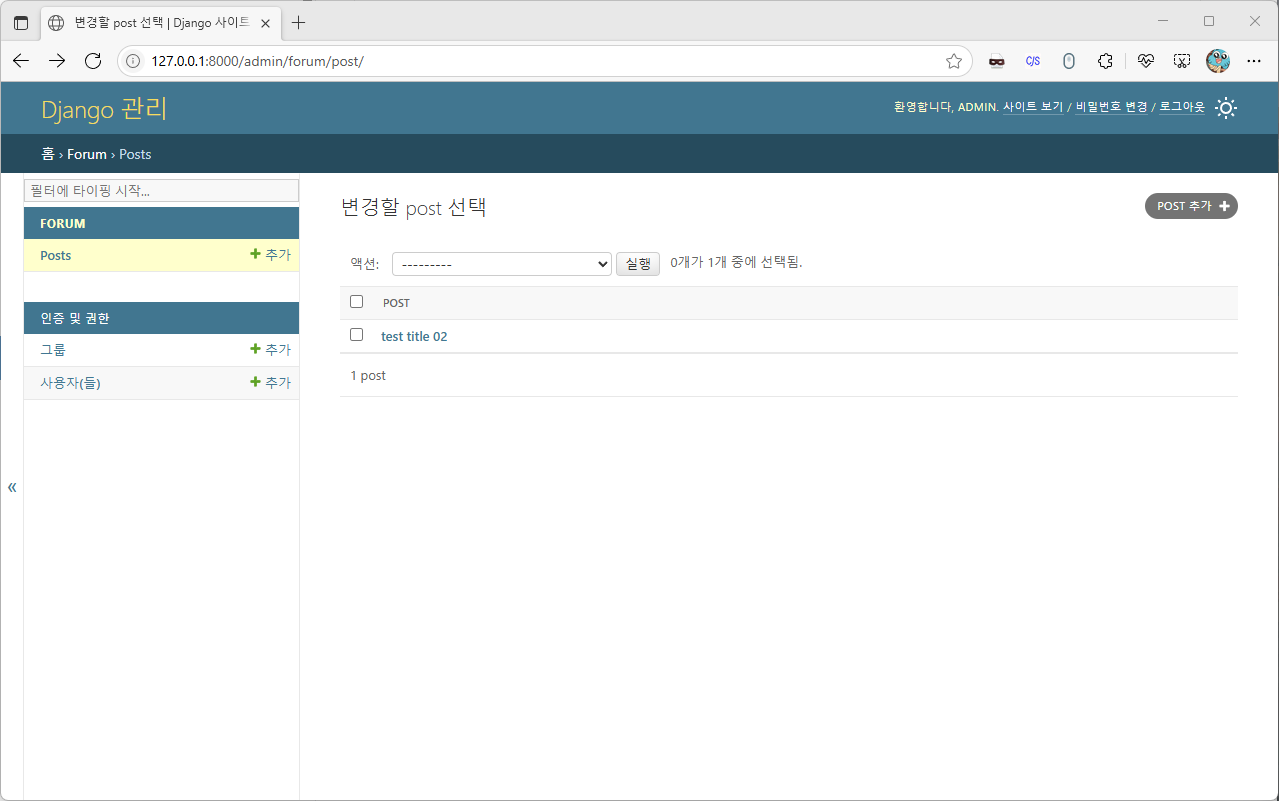 변경할 post 선택 | Django 사이트
127.0.0.1:8000/admin/forum/post/
Django 관리
환영합니다, ADMIN. 사이트 보기 / 비밀번호 변경 / 로그아웃
홈 › Forum › Posts
필터에 타이핑 시작...
FORUM
Posts
추가
인증 및 권한
그룹
추가
사용자(들)
추가
«
변경할 post 선택
POST 추가
액션:
---------
실행
0개가 1개 중에 선택됨.
POST
test title 02
1 post